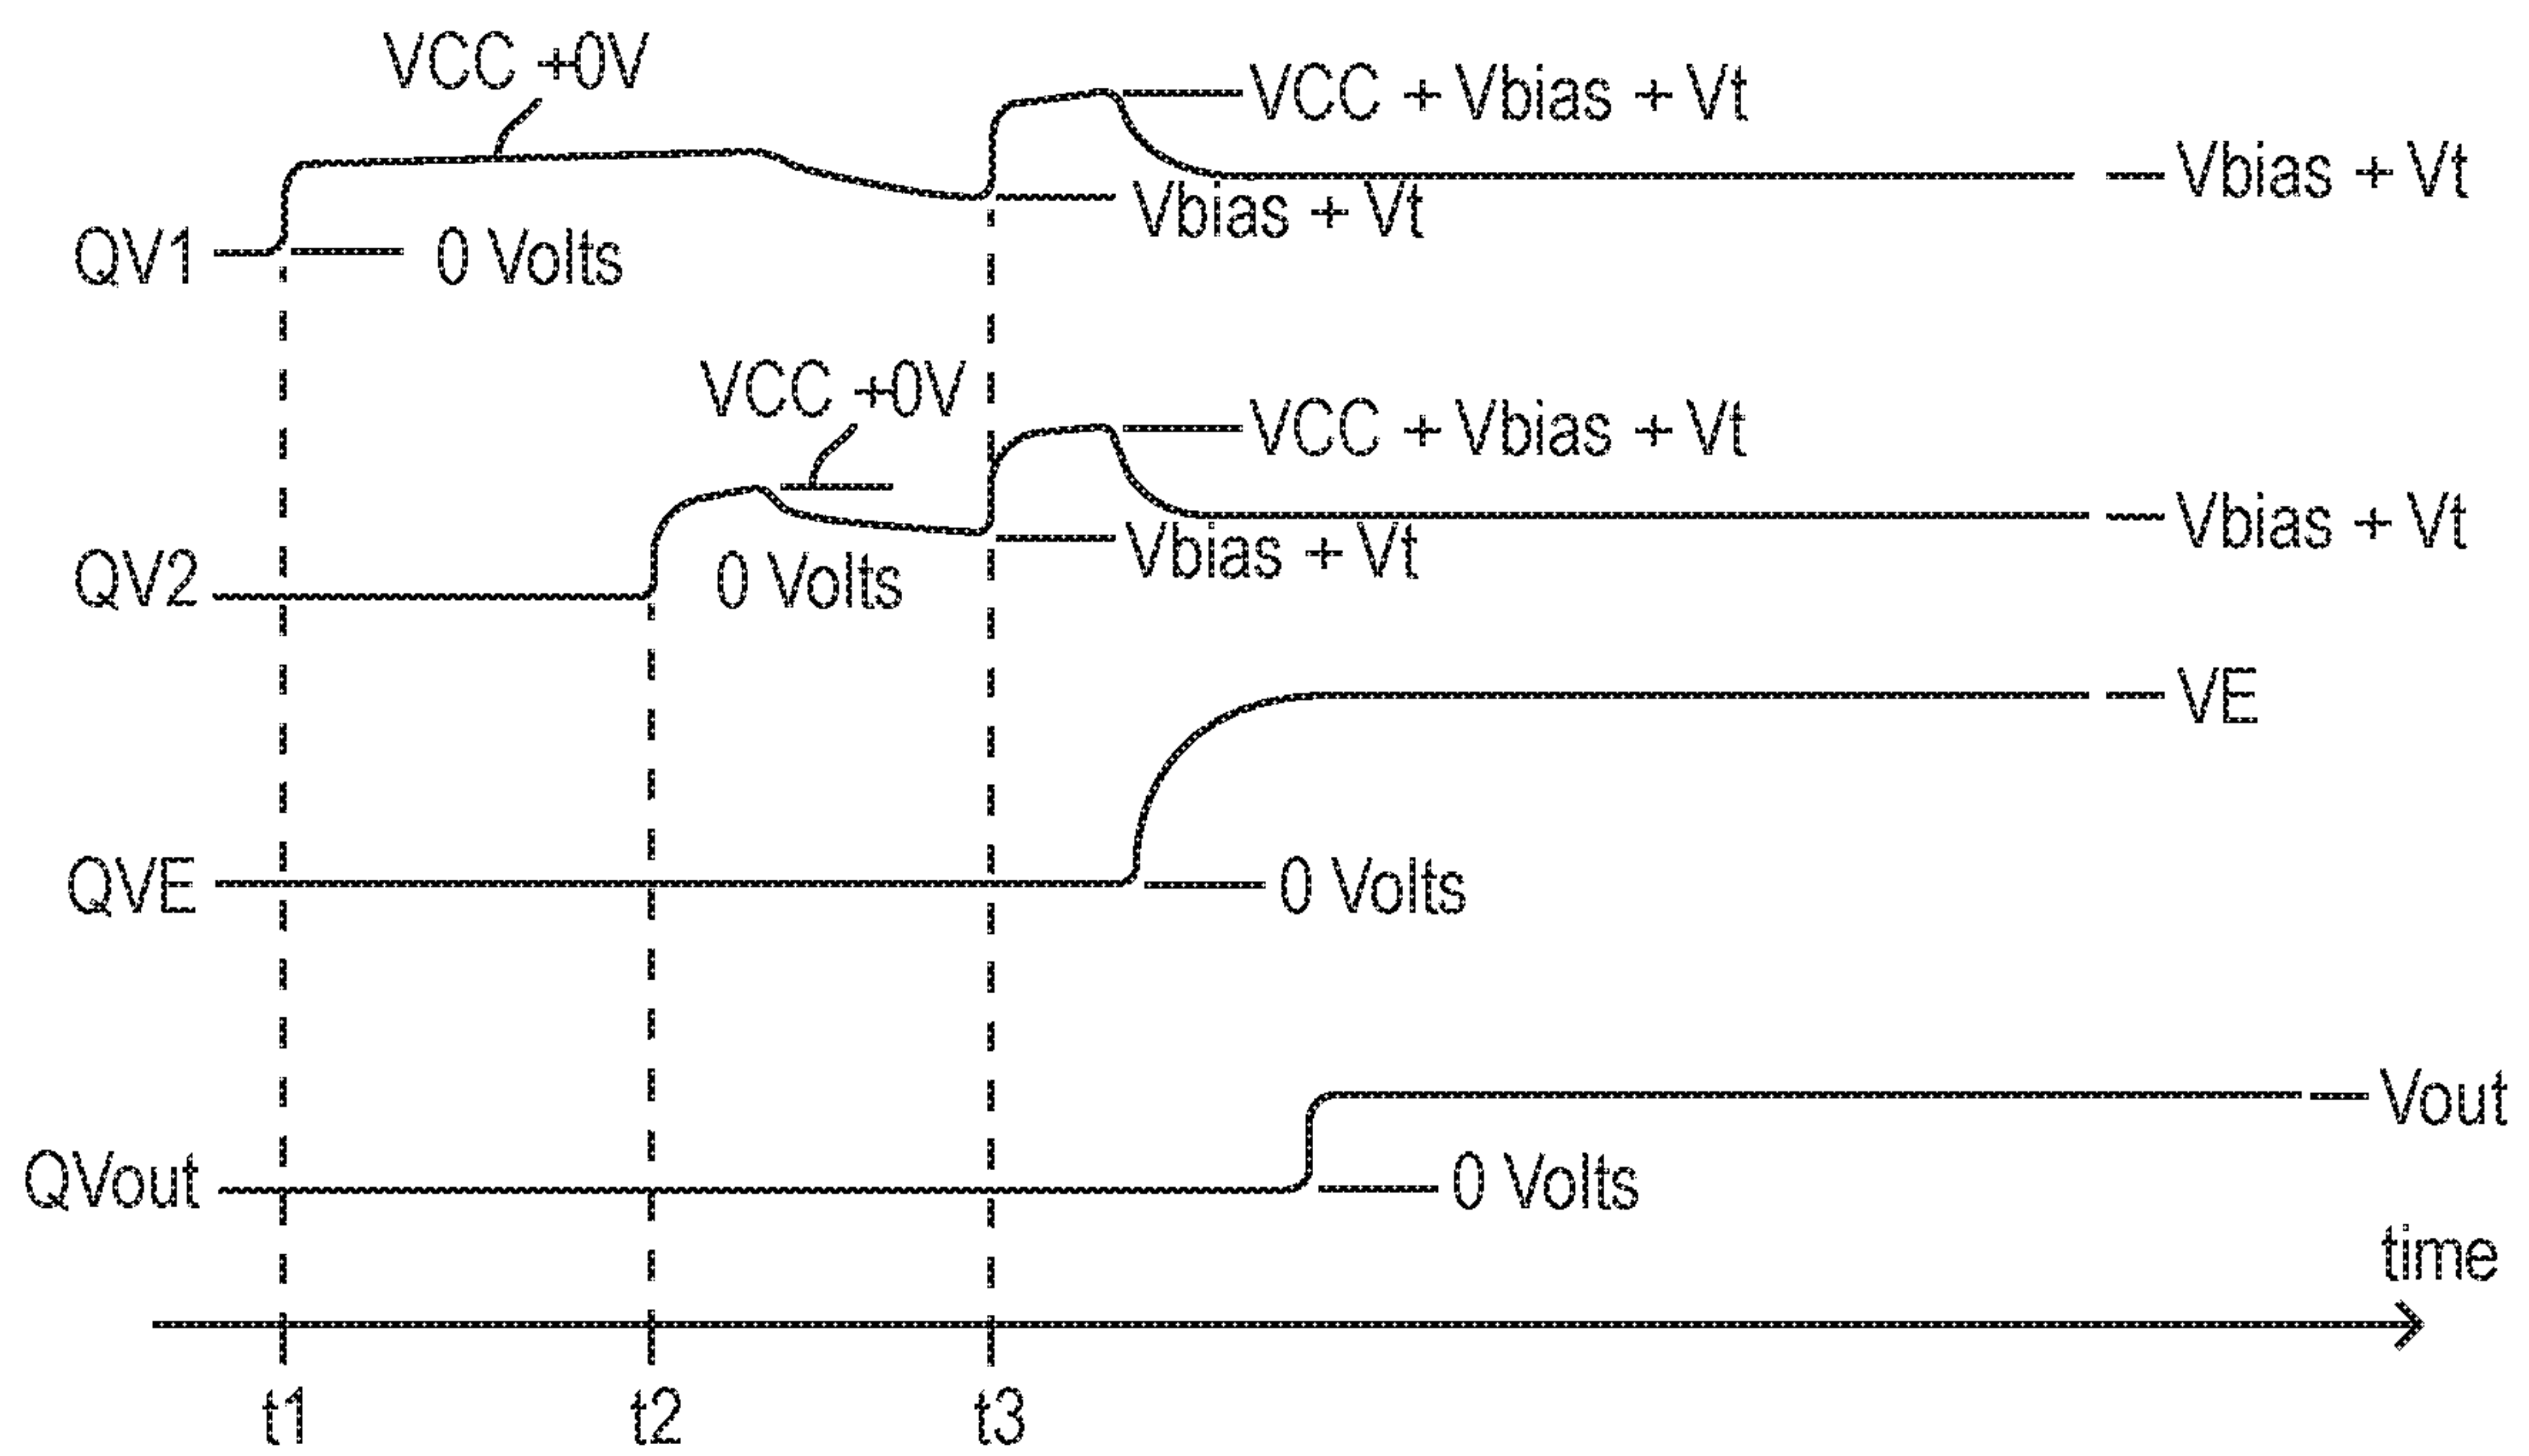 VCC +0V
VCC + Vbias + Vt
Vbias + Vt
Vbias + Vt
QV1
0 Volts
VCC +0V
VCC + Vbias + Vt
Vbias + Vt
Vbias + Vt
QV2
0 Volts
VE
QVE
0 Volts
Vout
QVout
0 Volts
time
t1
t2
t3